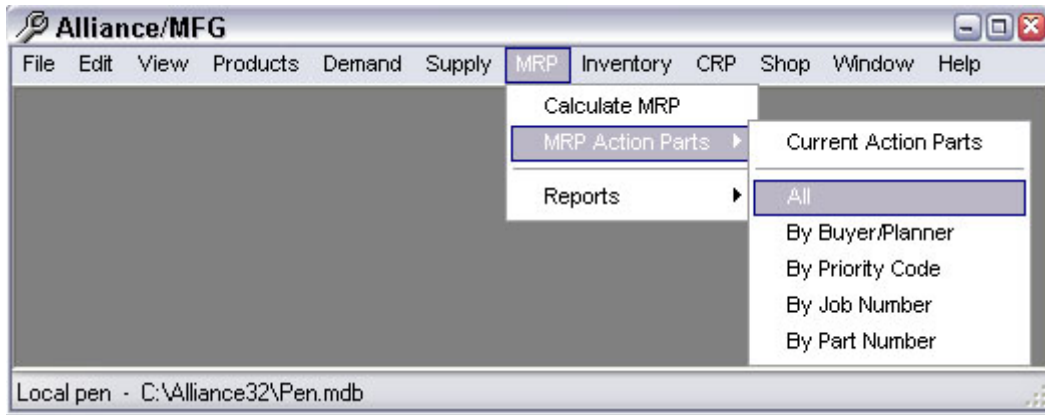 Alliance/MFG
File Edit View Products Demand Supply MRP Inventory CRP Shop Window Help
Calculate MRP
MRP Action Parts
Reports
Current Action Parts
All
By Buyer/Planner
By Priority Code
By Job Number
By Part Number
Local pen - C:\Alliance32\Pen.mdb